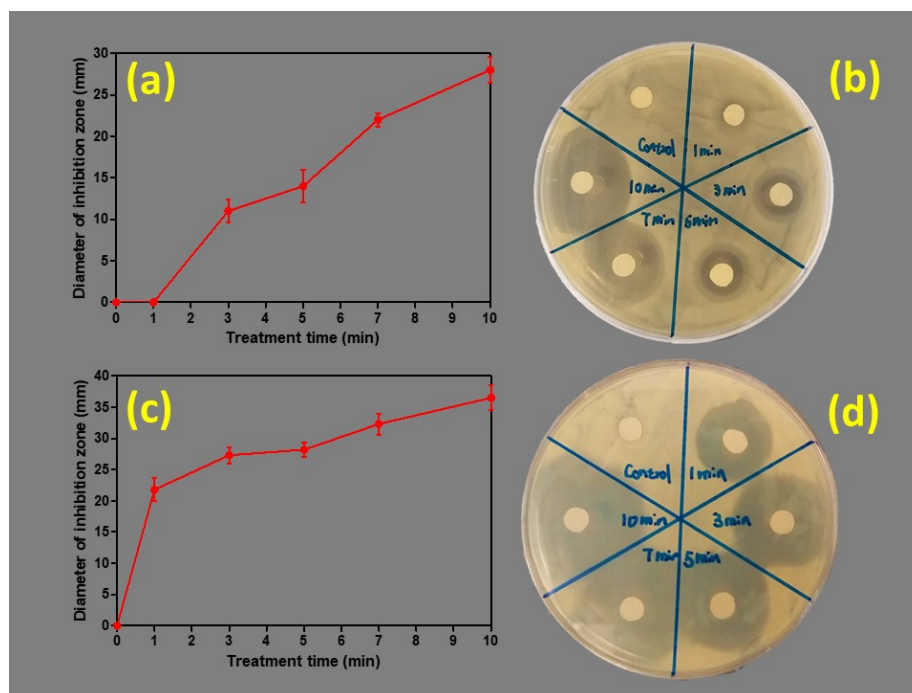 (a)
Diameter of inhibition zone (mm)
30
25
20
15
10
5
0
0 1 2 3 4 5 6 7 8 9 10
Treatment time (min)
(b)
Control 1min
10min 3min
7min 5min
(c)
Diameter of inhibition zone (mm)
40
35
30
25
20
15
10
5
0
0 1 2 3 4 5 6 7 8 9 10
Treatment time (min)
(d)
Control 1min
10min 3min
7min 5min